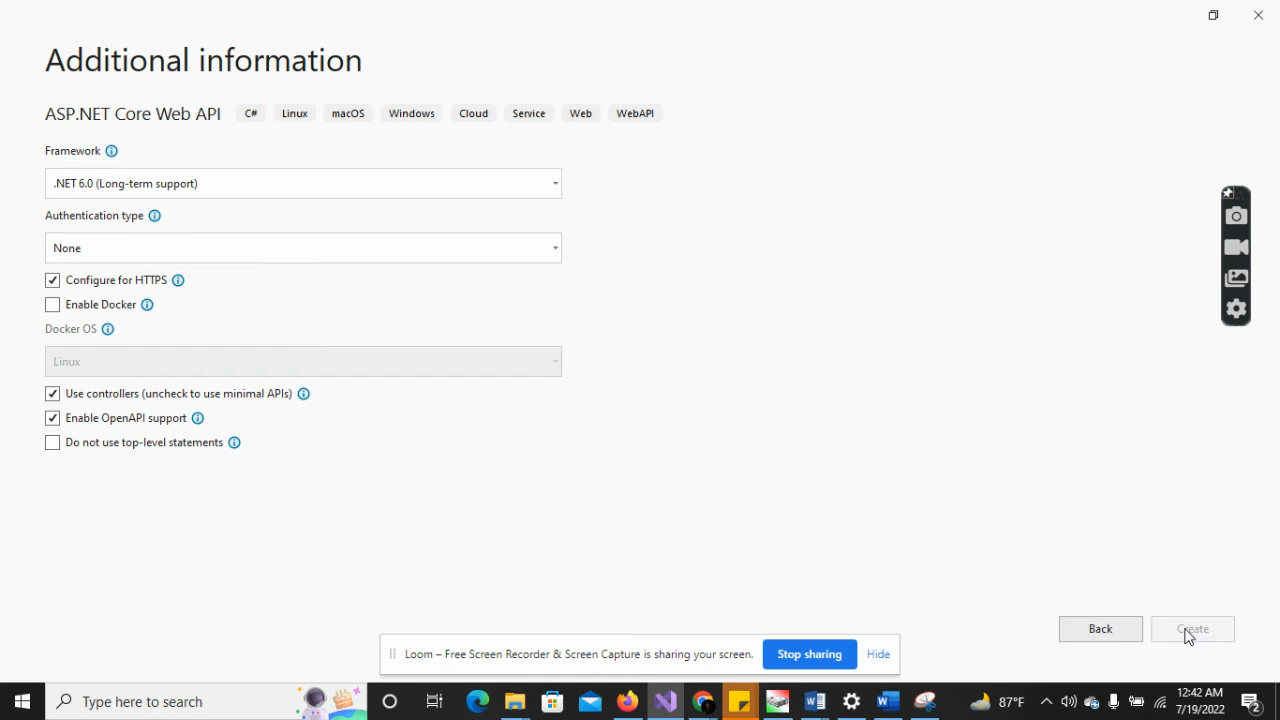 Additional information
ASP.NET Core Web API C# Linux macOS Windows Cloud Service Web WebAPI
Framework
.NET 6.0 (Long-term support)
Authentication type
None
Configure for HTTPS
Enable Docker
Docker OS
Linux
Use controllers (uncheck to use minimal APIs)
Enable OpenAPI support
Do not use top-level statements
Back Create
Loom – Free Screen Recorder & Screen Capture is sharing your screen. Stop sharing Hide
Type here to search
87°F
12:42 AM
7/19/2022
2